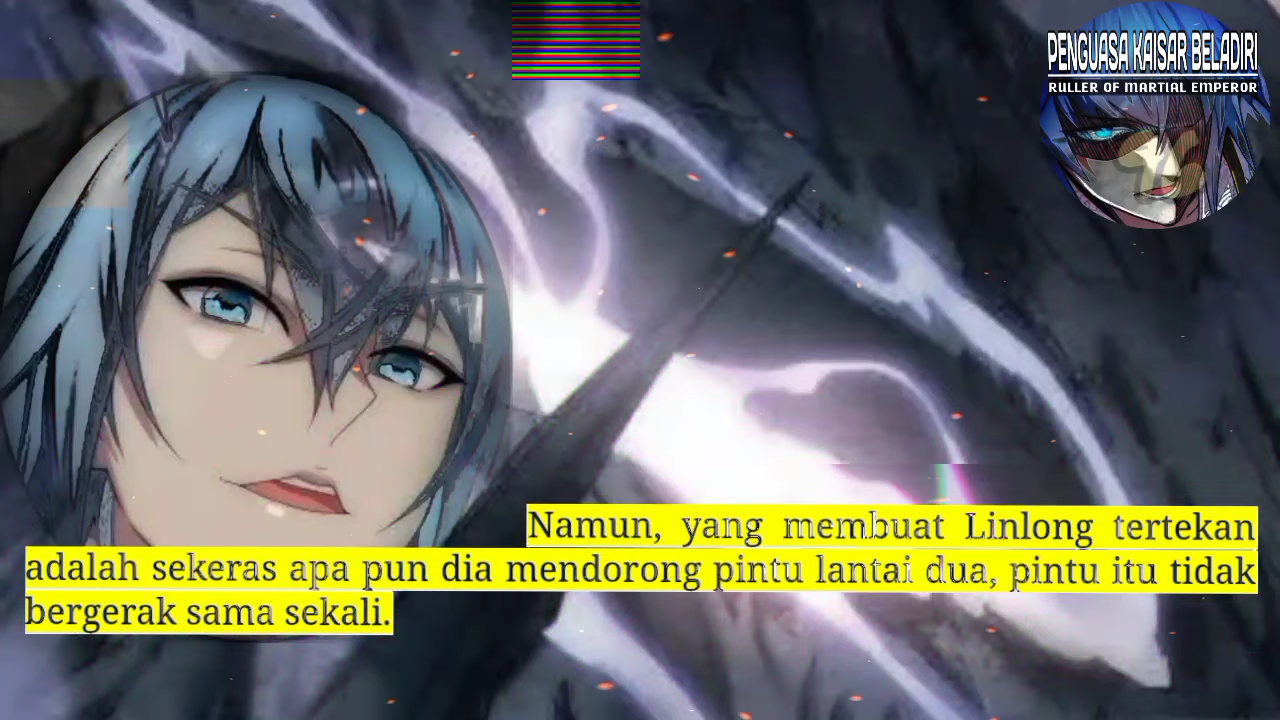 PENGUASA KAISAR BELADIRI
RULLER OF MARTIAL EMPEROR
Namun, yang membuat Linlong tertekan
adalah sekeras apa pun dia mendorong pintu lantai dua, pintu itu tidak
bergerak sama sekali.